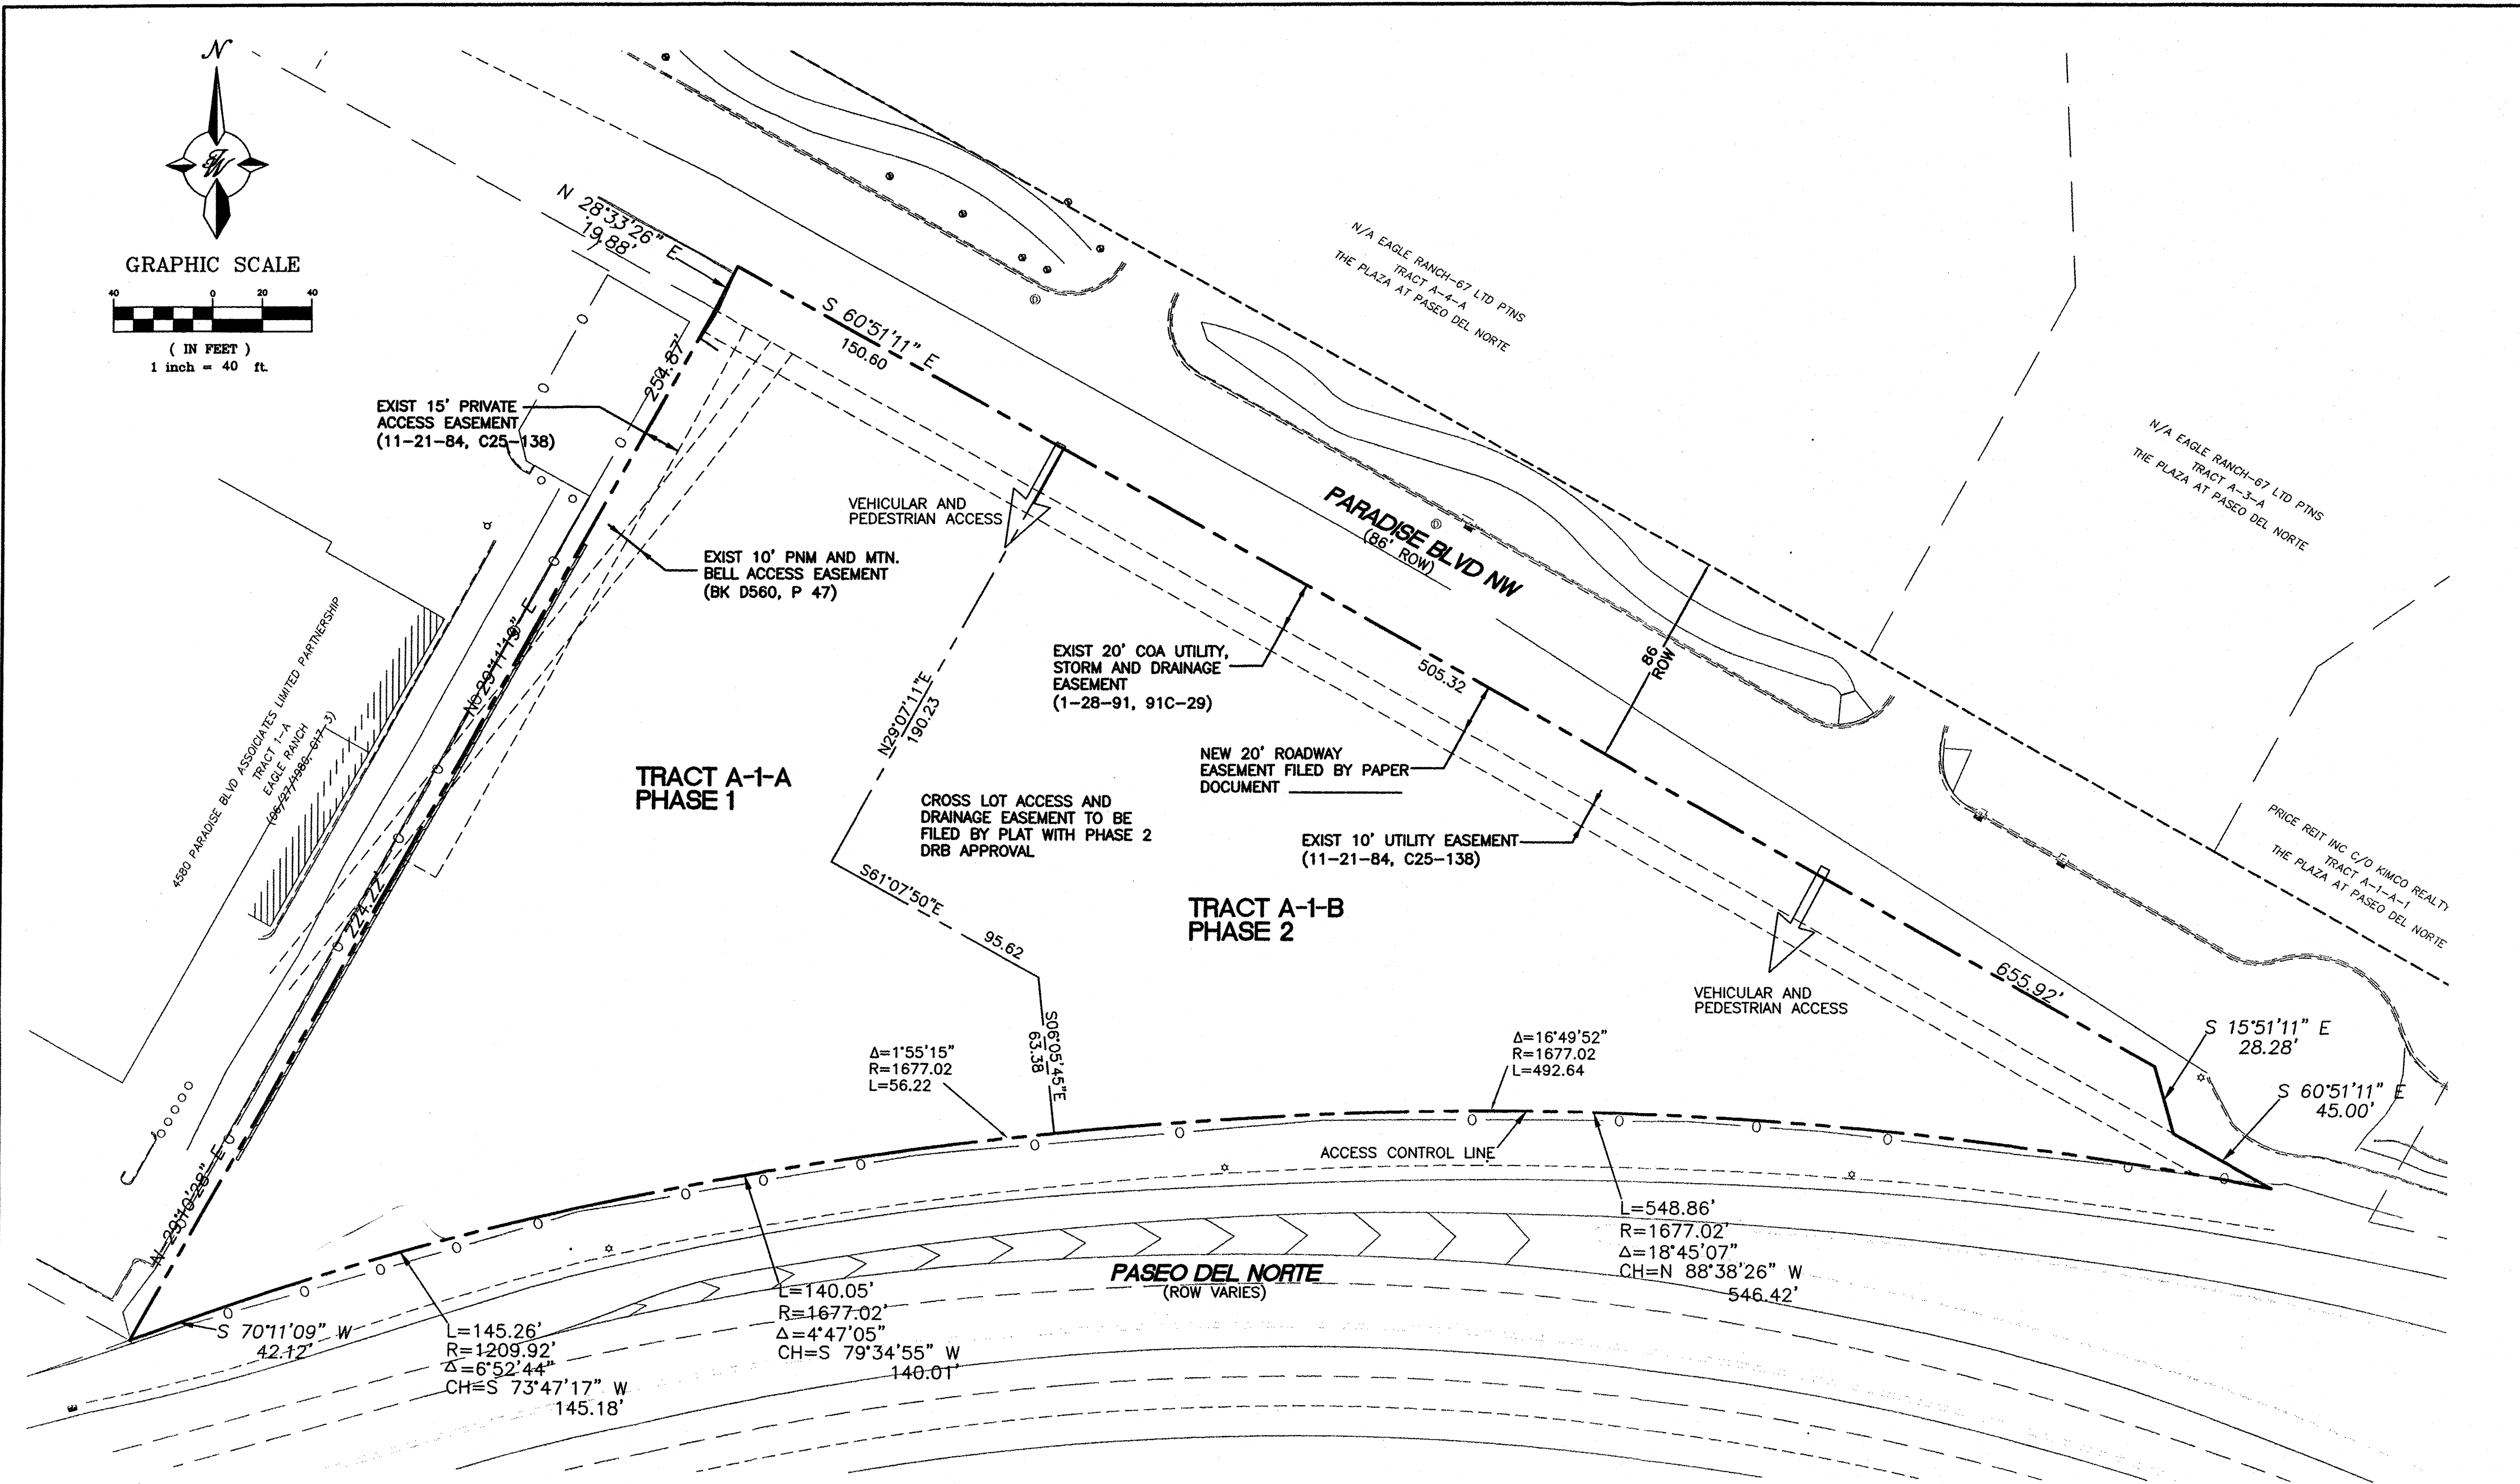 N
GRAPHIC SCALE
40 0 20 40
( IN FEET )
1 inch = 40 ft.
N 28°33'26" E
19.88'
S 60°51'11" E
150.60
254.87'
EXIST 15' PRIVATE
ACCESS EASEMENT
(11-21-84, C25-138)
VEHICULAR AND
PEDESTRIAN ACCESS
EXIST 10' PNM AND MTN.
BELL ACCESS EASEMENT
(BK D560, P 47)
N/A EAGLE RANCH-67 LTD PTNS
TRACT A-4-A
THE PLAZA AT PASEO DEL NORTE
N/A EAGLE RANCH-67 LTD PTNS
TRACT A-3-A
THE PLAZA AT PASEO DEL NORTE
PARADISE BLVD NW
(86' ROW)
86
ROW
4580 PARADISE BLVD ASSOICIATES LIMITED PARTNERSHIP
TRACT 1-A
EAGLE RANCH
N 29°11'19" E
224.22'
N29°07'11"E
190.23
EXIST 20' COA UTILITY,
STORM AND DRAINAGE
EASEMENT
(1-28-91, 91C-29)
505.32
NEW 20' ROADWAY
EASEMENT FILED BY PAPER
DOCUMENT
EXIST 10' UTILITY EASEMENT
(11-21-84, C25-138)
PRICE REIT INC C/O KIMCO REALTY
TRACT A-1-A-1
THE PLAZA AT PASEO DEL NORTE
TRACT A-1-A
PHASE 1
CROSS LOT ACCESS AND
DRAINAGE EASEMENT TO BE
FILED BY PLAT WITH PHASE 2
DRB APPROVAL
S61°07'50"E
95.62
TRACT A-1-B
PHASE 2
VEHICULAR AND
PEDESTRIAN ACCESS
655.92'
S 15°51'11" E
28.28'
S 60°51'11" E
45.00'
Δ=1°55'15"
R=1677.02
L=56.22
S06°05'45"E
63.38
Δ=16°49'52"
R=1677.02
L=492.64
ACCESS CONTROL LINE
N 29°10'28" E
S 70°11'09" W
42.12'
L=145.26'
R=1209.92'
Δ=6°52'44"
CH=S 73°47'17" W
145.18'
L=140.05'
R=1677.02'
Δ=4°47'05"
CH=S 79°34'55" W
140.01'
PASEO DEL NORTE
(ROW VARIES)
L=548.86'
R=1677.02'
Δ=18°45'07"
CH=N 88°38'26" W
546.42'